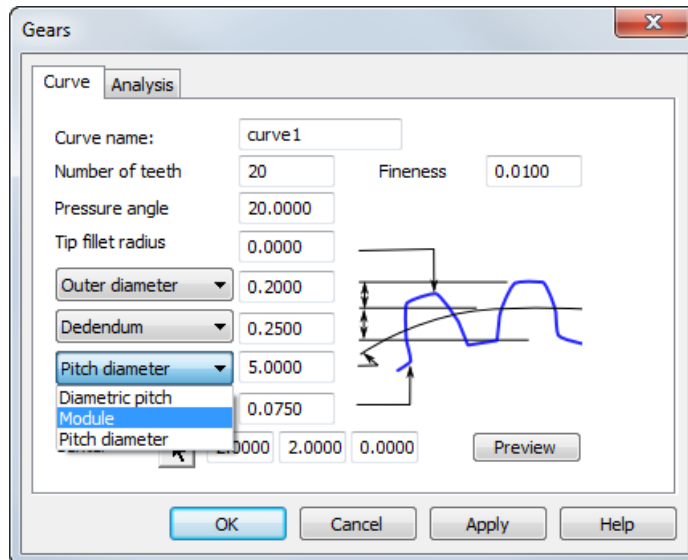 Gears
Curve Analysis
Curve name: curve1
Number of teeth 20 Fineness 0.0100
Pressure angle 20.0000
Tip fillet radius 0.0000
Outer diameter 0.2000
Dedendum 0.2500
Pitch diameter 5.0000
Diametric pitch
Module 0.0750
Pitch diameter
2.0000 0.0000 Preview
OK Cancel Apply Help